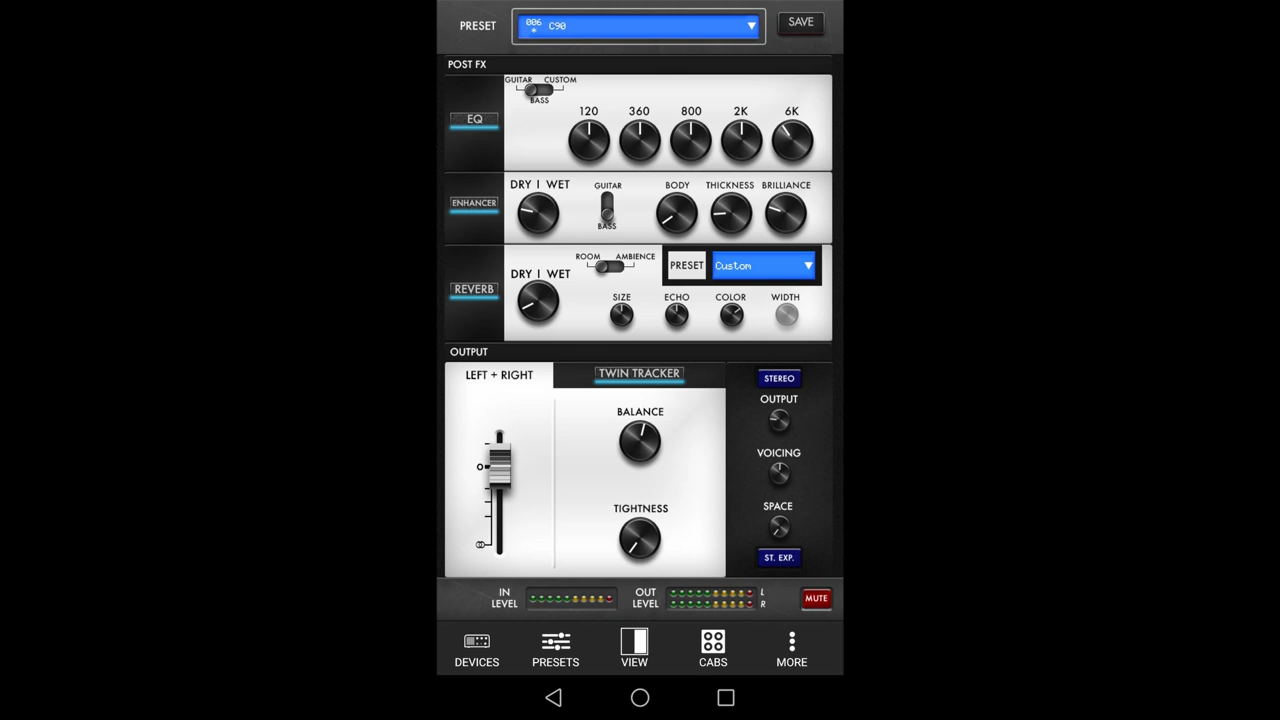 PRESET
006
* C90
SAVE
POST FX
GUITAR CUSTOM
BASS
120 360 800 2K 6K
EQ
DRY | WET
GUITAR
BASS
BODY THICKNESS BRILLIANCE
ENHANCER
ROOM AMBIENCE
PRESET
Custom
DRY | WET
REVERB
SIZE ECHO COLOR WIDTH
OUTPUT
LEFT + RIGHT
TWIN TRACKER
STEREO
OUTPUT
BALANCE
O
VOICING
TIGHTNESS
SPACE
∞
ST. EXP.
IN
LEVEL
OUT
LEVEL
L
R
MUTE
DEVICES PRESETS VIEW CABS MORE